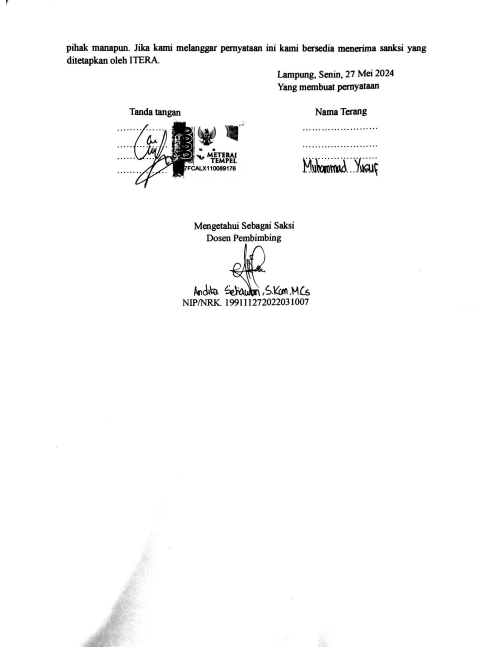 pihak manapun. Jika kami melanggar pernyataan ini kami bersedia menerima sanksi yang
ditetapkan oleh ITERA.
Lampung, Senin, 27 Mei 2024
Yang membuat pernyataan
Tanda tangan
Nama Terang
METERAI
TEMPEL
7FCALX110089176
Muhammad Yusuf
Mengetahui Sebagai Saksi
Dosen Pembimbing
Andika Setiawan, S.Kom., M.Cs
NIP/NRK. 199111272022031007